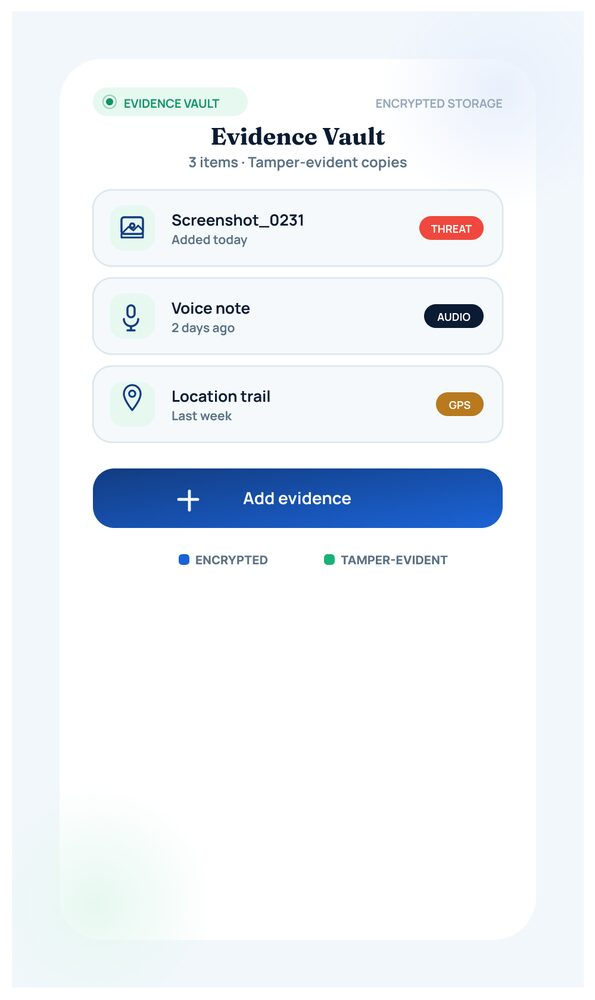 EVIDENCE VAULT
ENCRYPTED STORAGE
Evidence Vault
3 items · Tamper-evident copies
Screenshot_0231
Added today
THREAT
Voice note
2 days ago
AUDIO
Location trail
Last week
GPS
Add evidence
ENCRYPTED
TAMPER-EVIDENT